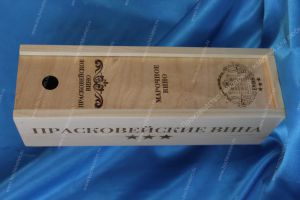 ПРАСКОВЕЙСКОЕ
ВИНО
МАРОЧНОЕ
ВИНО
ПРАСКОВЕЙСКИЕ ВИНА